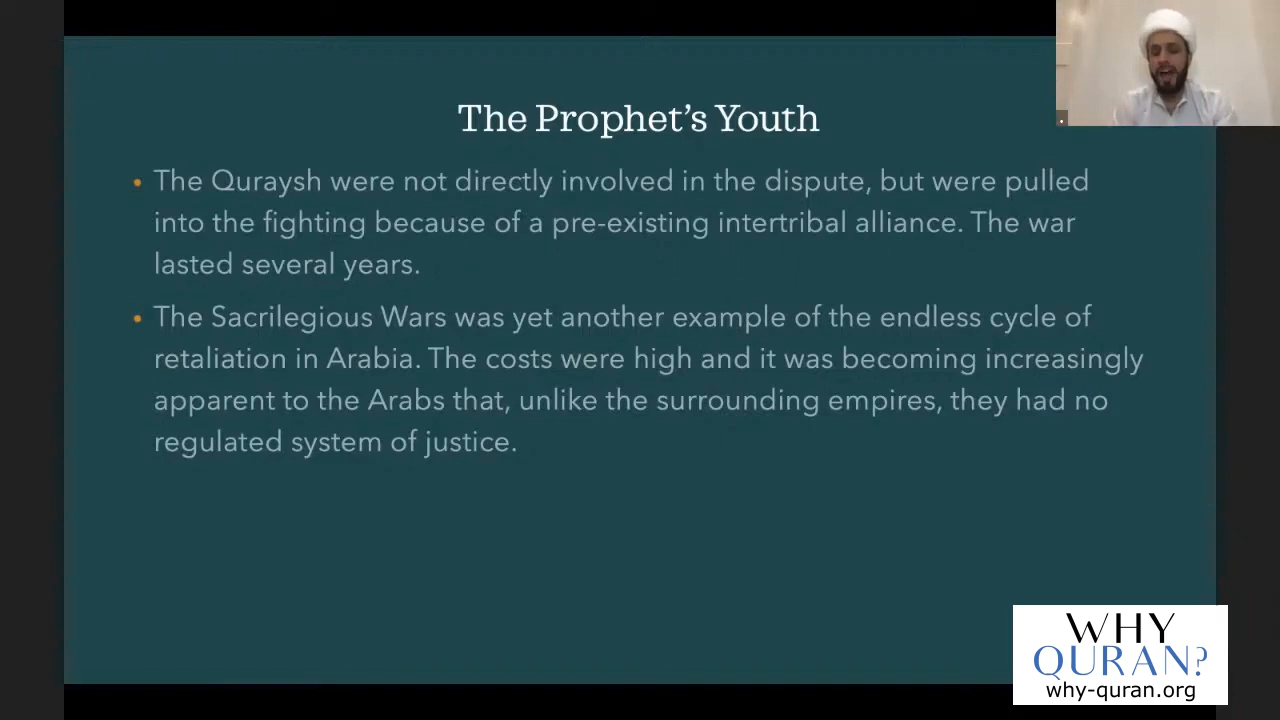 The Prophet’s Youth
• The Quraysh were not directly involved in the dispute, but were pulled
into the fighting because of a pre-existing intertribal alliance. The war
lasted several years.
• The Sacrilegious Wars was yet another example of the endless cycle of
retaliation in Arabia. The costs were high and it was becoming increasingly
apparent to the Arabs that, unlike the surrounding empires, they had no
regulated system of justice.
WHY
QURAN?
why-quran.org